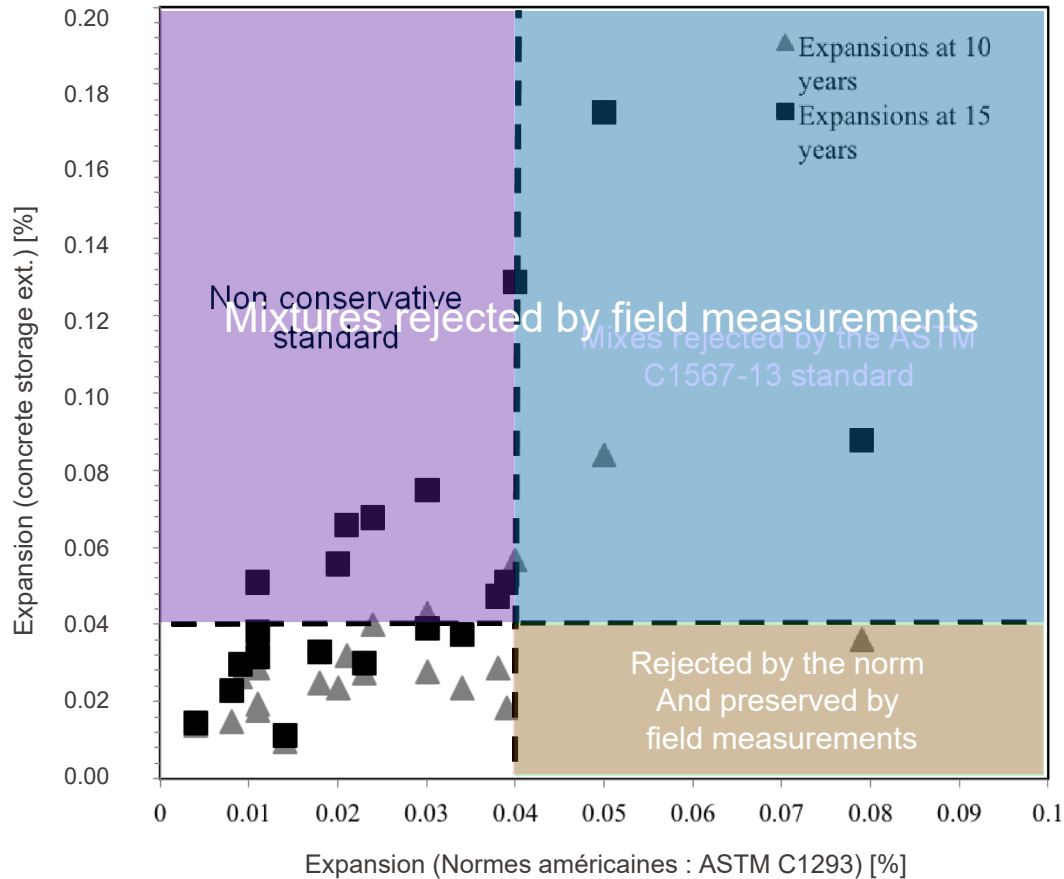 0.20
0.18
0.16
0.14
0.12
0.10
0.08
0.06
0.04
0.02
0.00
Expansion (concrete storage ext.) [%]
Expansions at 10
years
Expansions at 15
years
Non conservative
standard
Mixtures rejected by field measurements
Mixes rejected by the ASTM
C1567-13 standard
Rejected by the norm
And preserved by
field measurements
0 0.01 0.02 0.03 0.04 0.05 0.06 0.07 0.08 0.09 0.1
Expansion (Normes américaines : ASTM C1293) [%]